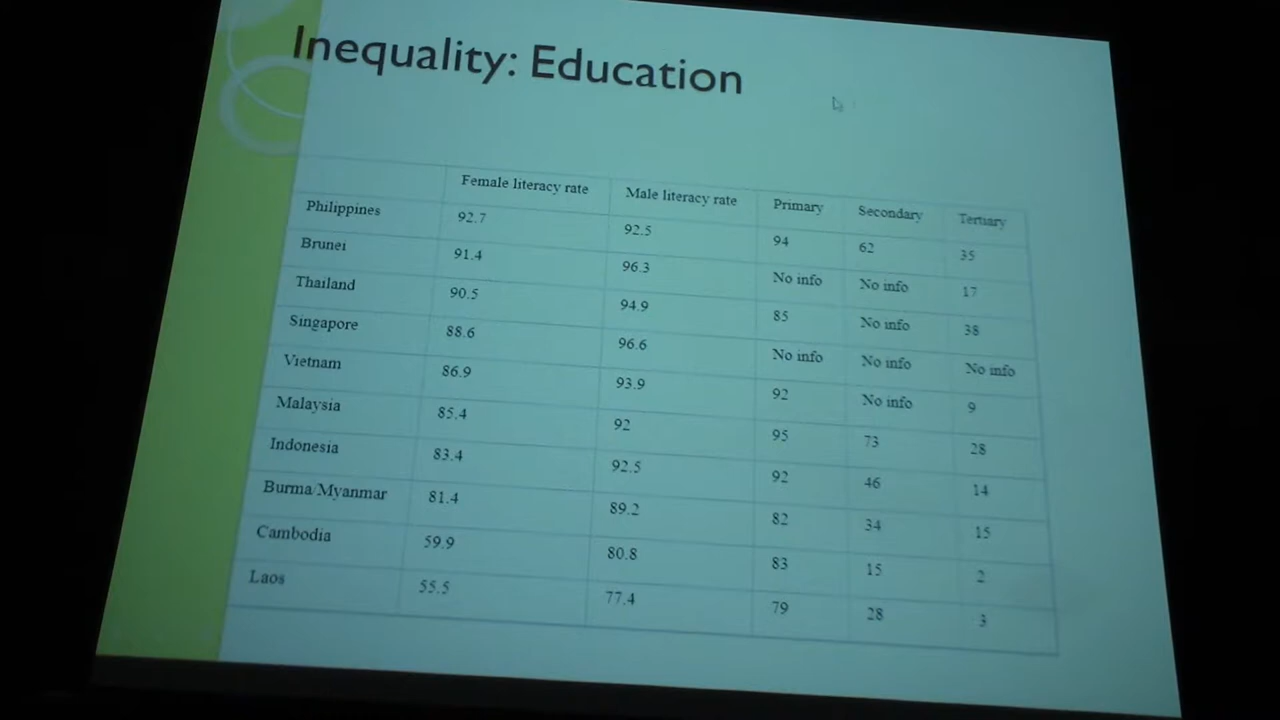 Inequality: Education
Female literacy rate Male literacy rate Primary Secondary Tertiary
Philippines 92.7 92.5 94 62 35
Brunei 91.4 96.3 No info No info 17
Thailand 90.5 94.9 85 No info 38
Singapore 88.6 96.6 No info No info No info
Vietnam 86.9 93.9 92 No info 9
Malaysia 85.4 92 95 73 28
Indonesia 83.4 92.5 92 46 14
Burma/Myanmar 81.4 89.2 82 34 15
Cambodia 59.9 80.8 83 15 2
Laos 55.5 77.4 79 28 3